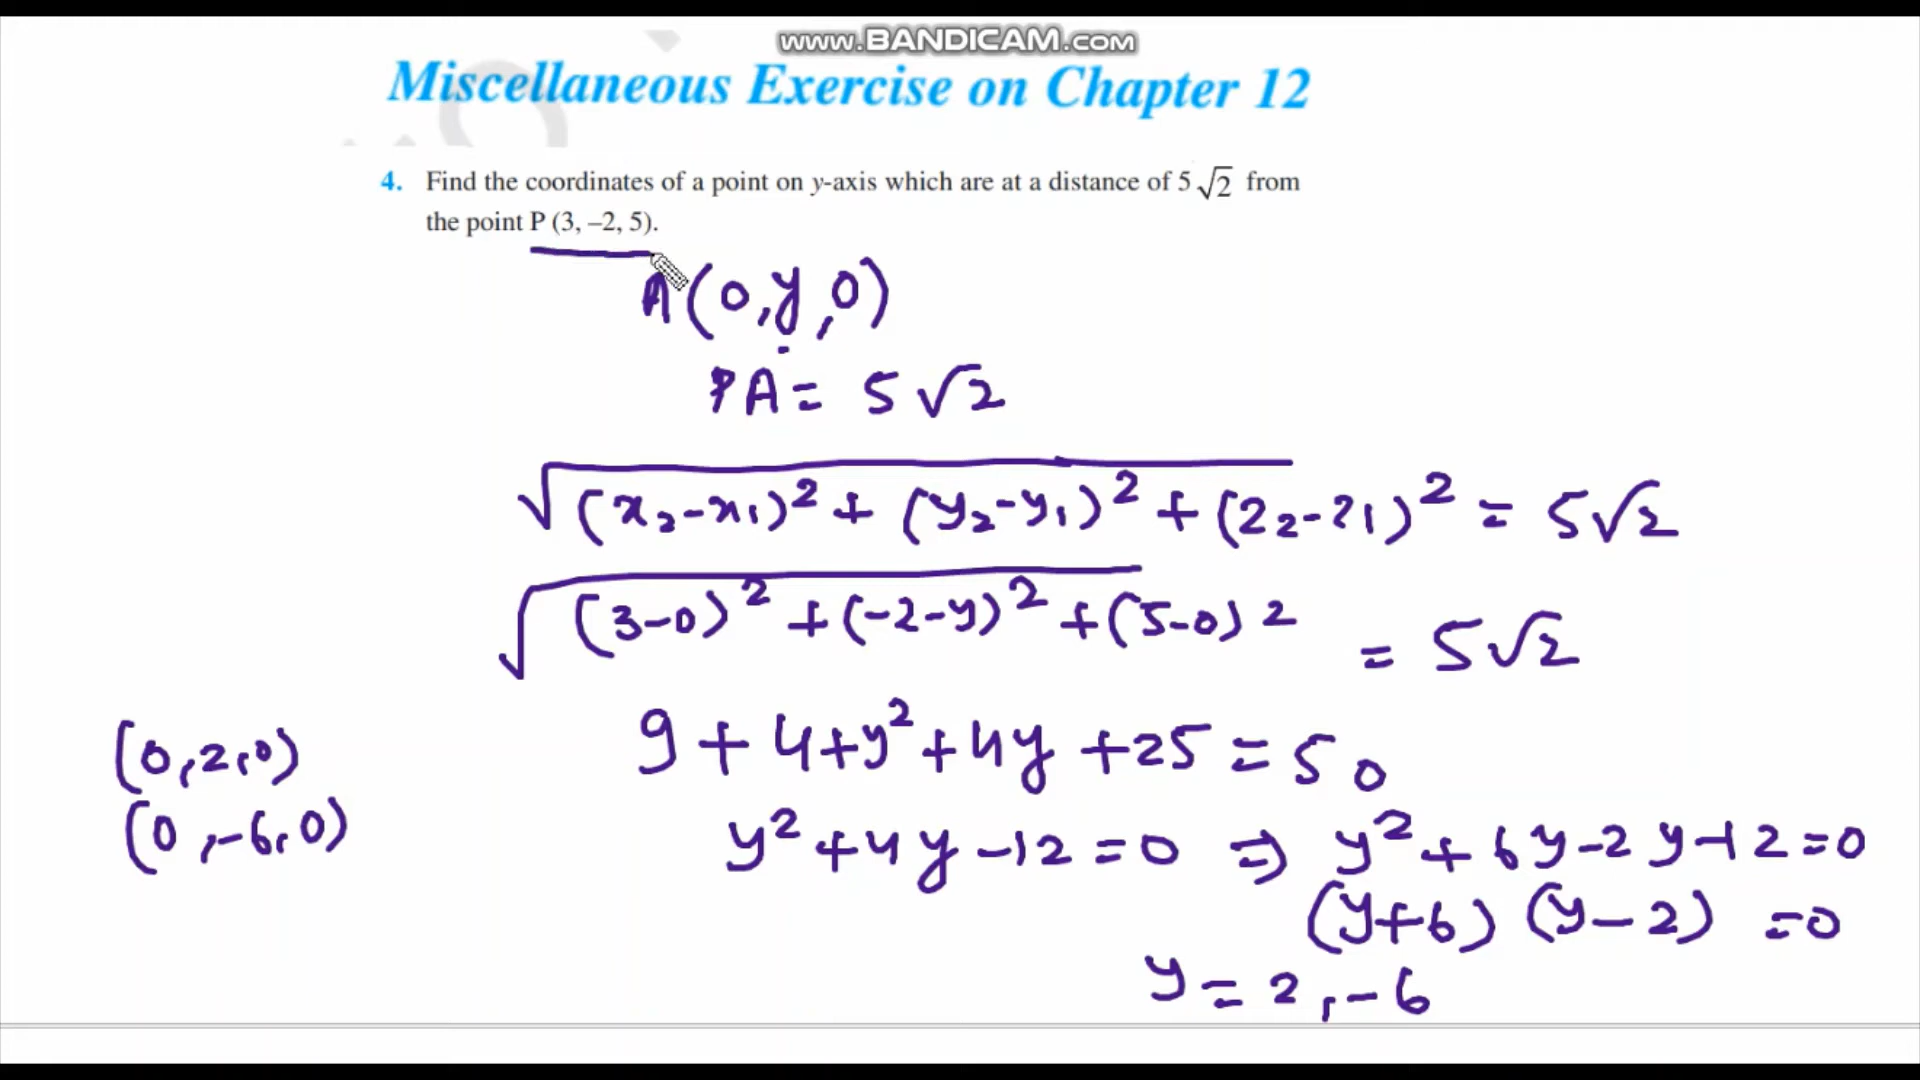 www.BANDICAM.com
Miscellaneous Exercise on Chapter 12
4. Find the coordinates of a point on y-axis which are at a distance of 5√2 from
the point P (3, –2, 5).
A(0,y,0)
PA = 5√2
√(x₂-x₁)² + (y₂-y₁)² + (z₂-z₁)² = 5√2
√(3-0)² + (-2-y)² + (5-0)² = 5√2
9 + 4 + y² + 4y + 25 = 50
y² + 4y - 12 = 0 ⇒ y² + 6y - 2y - 12 = 0
(y+6) (y-2) = 0
y = 2, -6
(0,2,0)
(0,-6,0)